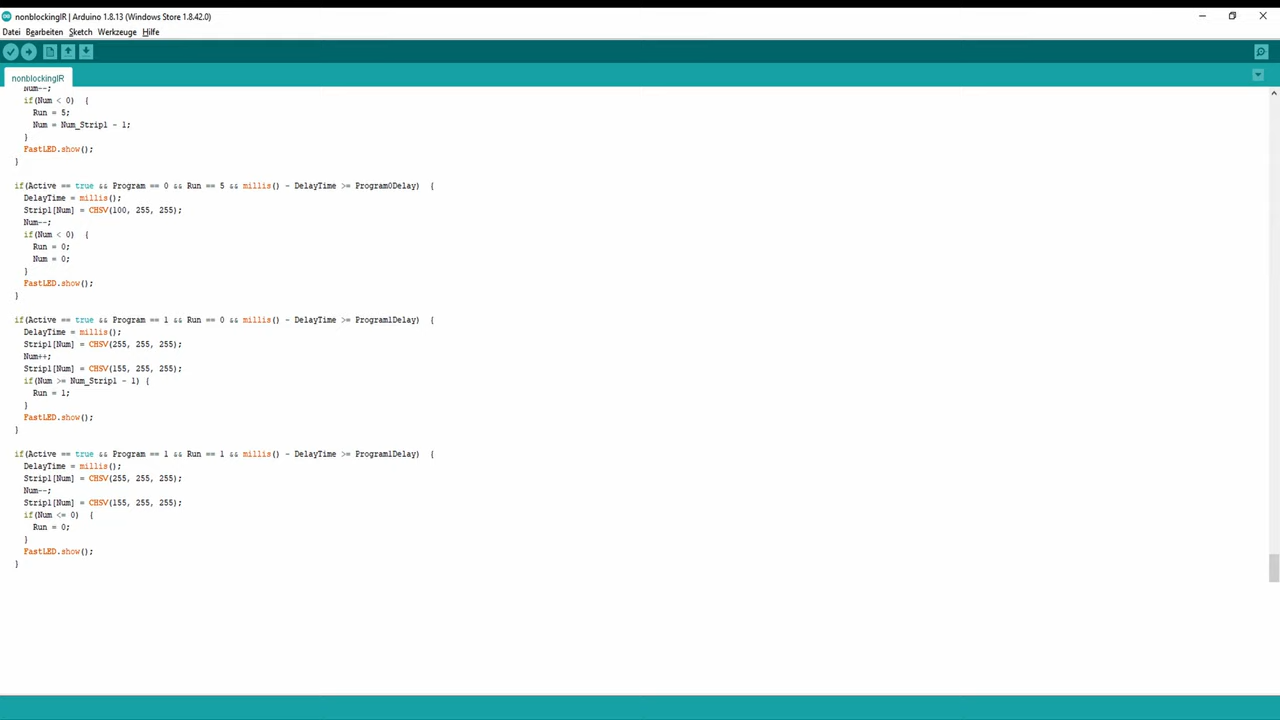 nonblockingIR | Arduino 1.8.13 (Windows Store 1.8.42.0)
Datei Bearbeiten Sketch Werkzeuge Hilfe
nonblockingIR
Num--;
if(Num < 0)  {
Run = 5;
Num = Num_Strip1 - 1;
}
FastLED.show();
}
if(Active == true && Program == 0 && Run == 5 && millis() - DelayTime >= Program0Delay)  {
DelayTime = millis();
Strip1[Num] = CHSV(100, 255, 255);
Num--;
if(Num < 0)  {
Run = 0;
Num = 0;
}
FastLED.show();
}
if(Active == true && Program == 1 && Run == 0 && millis() - DelayTime >= Program1Delay)  {
DelayTime = millis();
Strip1[Num] = CHSV(255, 255, 255);
Num++;
Strip1[Num] = CHSV(155, 255, 255);
if(Num >= Num_Strip1 - 1) {
Run = 1;
}
FastLED.show();
}
if(Active == true && Program == 1 && Run == 1 && millis() - DelayTime >= Program1Delay)  {
DelayTime = millis();
Strip1[Num] = CHSV(255, 255, 255);
Num--;
Strip1[Num] = CHSV(155, 255, 255);
if(Num <= 0)  {
Run = 0;
}
FastLED.show();
}